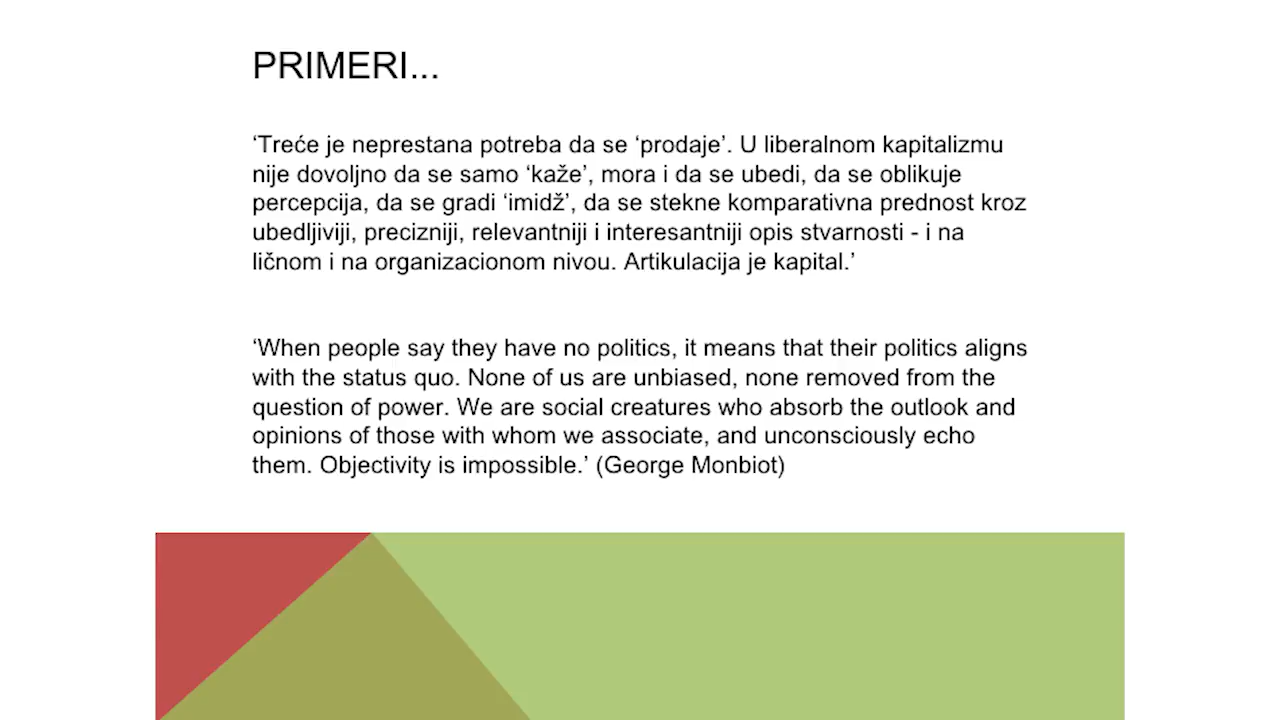 PRIMERI...
‘Treće je neprestana potreba da se ‘prodaje’. U liberalnom kapitalizmu
nije dovoljno da se samo ‘kaže’, mora i da se ubedi, da se oblikuje
percepcija, da se gradi ‘imidž’, da se stekne komparativna prednost kroz
ubedljiviji, precizniji, relevantniji i interesantniji opis stvarnosti - i na
ličnom i na organizacionom nivou. Artikulacija je kapital.’
‘When people say they have no politics, it means that their politics aligns
with the status quo. None of us are unbiased, none removed from the
question of power. We are social creatures who absorb the outlook and
opinions of those with whom we associate, and unconsciously echo
them. Objectivity is impossible.’ (George Monbiot)